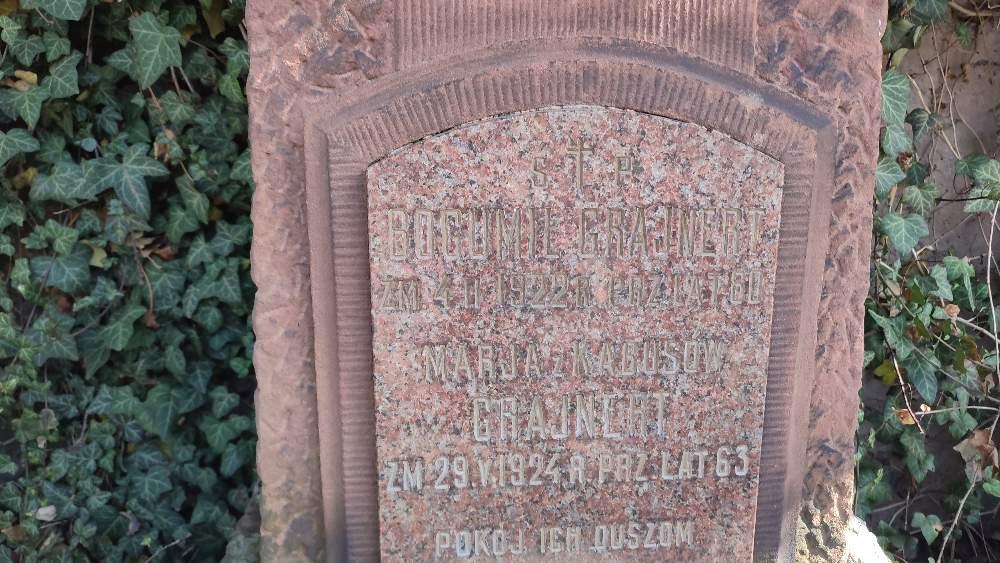 Ś † P
BOGUMIŁ GRAJNERT
ZM. 4.II.1922 R. PRZ. LAT 60
MARJA Z KABUSÓW
GRAJNERT
ZM. 29.V.1924 R. PRZ. LAT 63
POKÓJ ICH DUSZOM